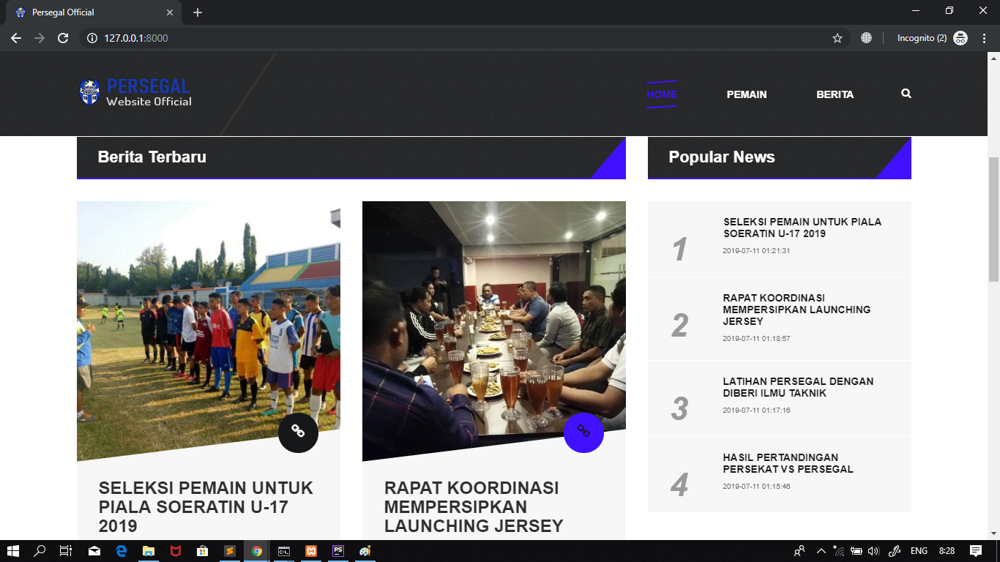 Persegal Official
127.0.0.1:8000
Incognito (2)
PERSEGAL
Website Official
HOME
PEMAIN
BERITA
Berita Terbaru
SELEKSI PEMAIN UNTUK
PIALA SOERATIN U-17
2019
RAPAT KOORDINASI
MEMPERSIPKAN
LAUNCHING JERSEY
Popular News
1
SELEKSI PEMAIN UNTUK PIALA
SOERATIN U-17 2019
2019-07-11 01:21:31
2
RAPAT KOORDINASI
MEMPERSIPKAN LAUNCHING
JERSEY
2019-07-11 01:18:57
3
LATIHAN PERSEGAL DENGAN
DIBERI ILMU TAKNIK
2019-07-11 01:17:16
4
HASIL PERTANDINGAN
PERSEKAT VS PERSEGAL
2019-07-11 01:15:46
ENG
8:28